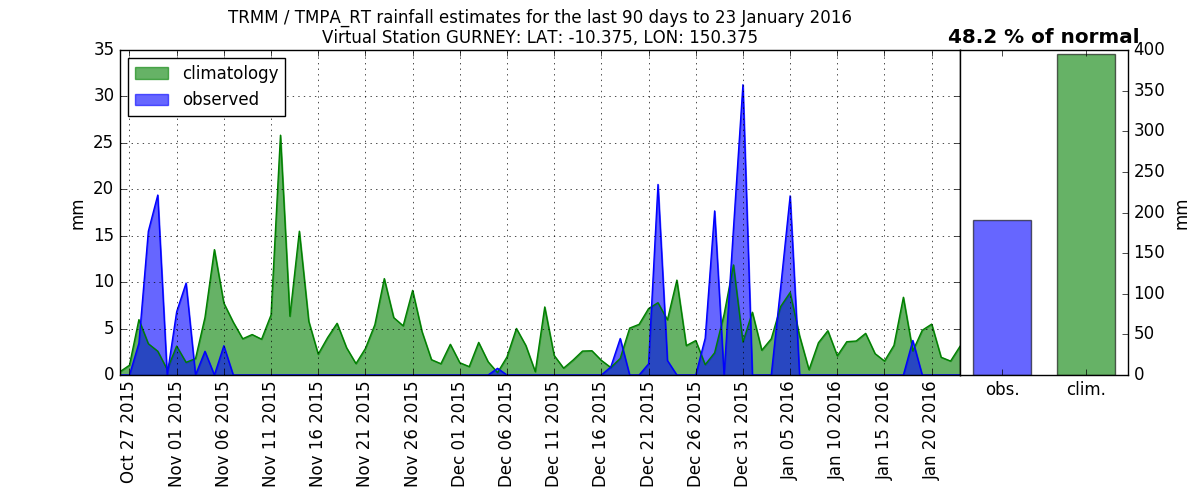 TRMM / TMPA_RT rainfall estimates for the last 90 days to 23 January 2016
Virtual Station GURNEY: LAT: -10.375, LON: 150.375
48.2 % of normal
climatology
observed
35
30
25
20
15
10
5
0
mm
Oct 27 2015
Nov 01 2015
Nov 06 2015
Nov 11 2015
Nov 16 2015
Nov 21 2015
Nov 26 2015
Dec 01 2015
Dec 06 2015
Dec 11 2015
Dec 16 2015
Dec 21 2015
Dec 26 2015
Dec 31 2015
Jan 05 2016
Jan 10 2016
Jan 15 2016
Jan 20 2016
obs.
clim.
400
350
300
250
200
150
100
50
0
mm